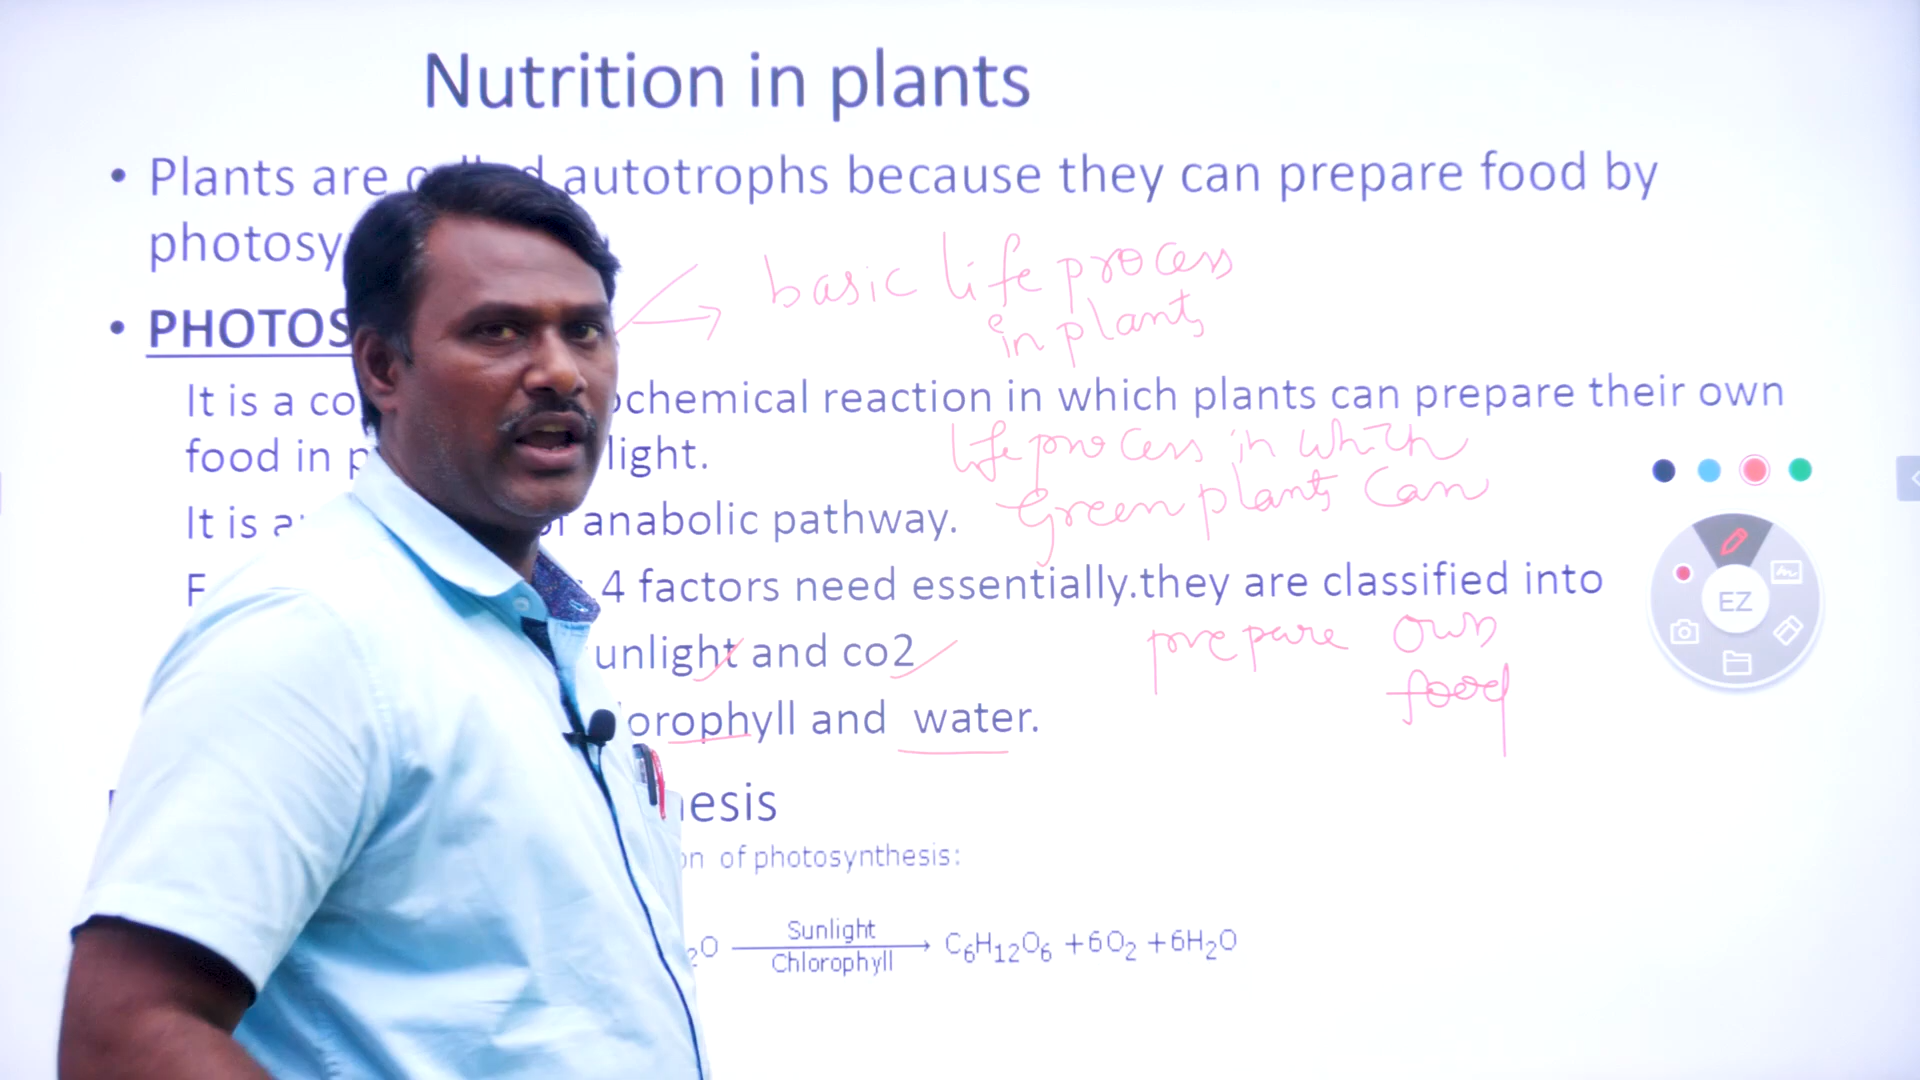 Nutrition in plants
• Plants are autotrophs because they can prepare food by
basic life process
in plants
• PHOTOS
It is a chemical reaction in which plants can prepare their own
food in light.
life process in which
Green plants can
It is anabolic pathway.
4 factors need essentially.they are classified into
prepare own
food
unlight and co2
orophyll and water.
EZ
esis
of photosynthesis:
Sunlight
₂O → C₆H₁₂O₆ +6O₂ +6H₂O
Chlorophyll